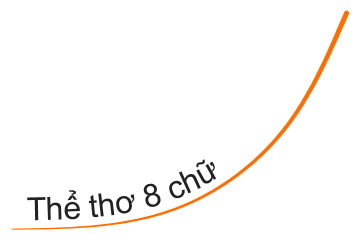 Thể thơ 8 chữ